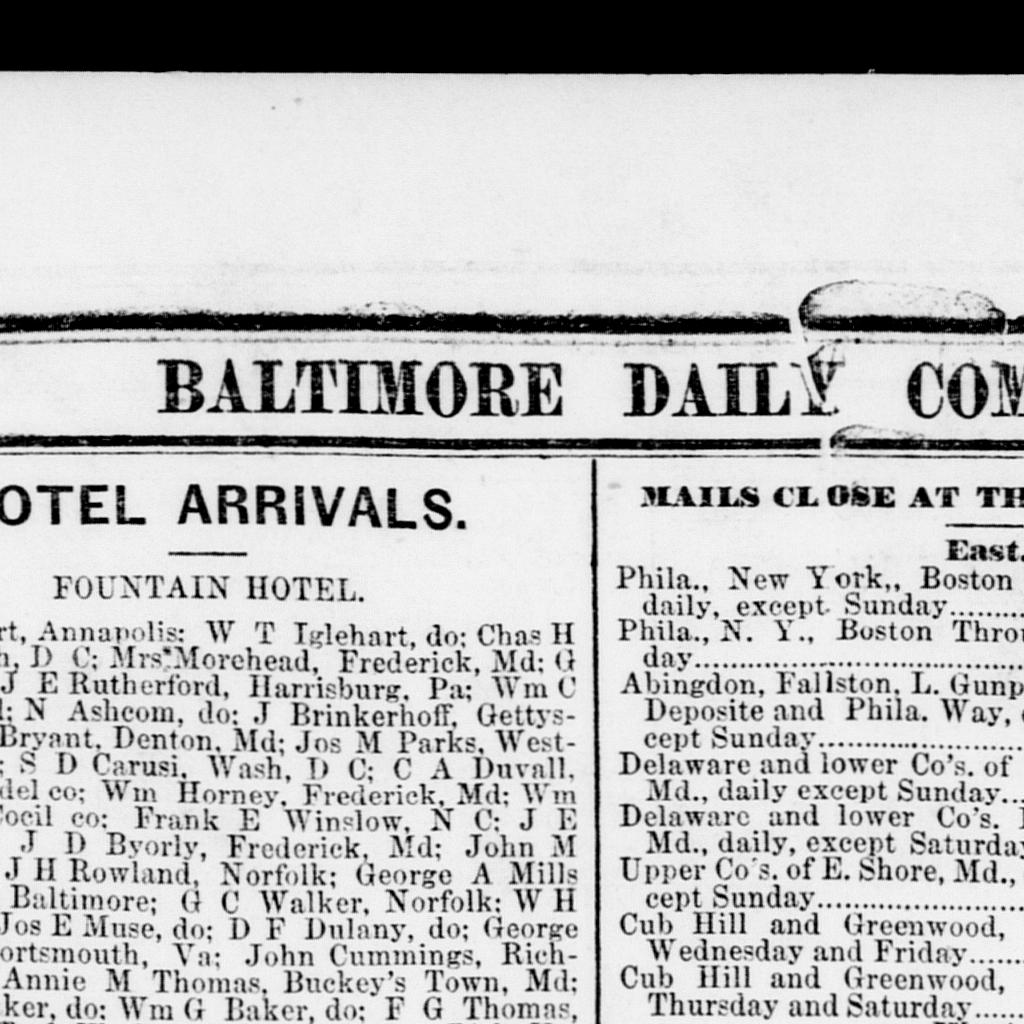 BALTIMORE DAILY COM
OTEL ARRIVALS.
FOUNTAIN HOTEL.
rt, Annapolis; W T Iglehart, do; Chas H
h, D C; Mrs Morehead, Frederick, Md; G
J E Rutherford, Harrisburg, Pa; Wm C
N Ashcom, do; J Brinkerhoff, Gettys-
Bryant, Denton, Md; Jos M Parks, West-
; S D Carusi, Wash, D C; C A Duvall,
del co; Wm Horney, Frederick, Md; Wm
Cocil co; Frank E Winslow, N C; J E
J D Byorly, Frederick, Md; John M
J H Rowland, Norfolk; George A Mills
Baltimore; G C Walker, Norfolk; W H
Jos E Muse, do; D F Dulany, do; George
ortsmouth, Va; John Cummings, Rich-
Annie M Thomas, Buckey's Town, Md;
ker, do; Wm G Baker, do; F G Thomas,
MAILS CLOSE AT TH
East.
Phila., New York,, Boston
daily, except Sunday..........
Phila., N. Y., Boston Thro
day..............................
Abingdon, Fallston, L. Gunp
Deposite and Phila. Way,
cept Sunday....................
Delaware and lower Co's. of
Md., daily except Sunday...
Delaware and lower Co's.
Md., daily, except Saturday
Upper Co's. of E. Shore, Md.,
cept Sunday....................
Cub Hill and Greenwood,
Wednesday and Friday......
Cub Hill and Greenwood,
Thursday and Saturday.....